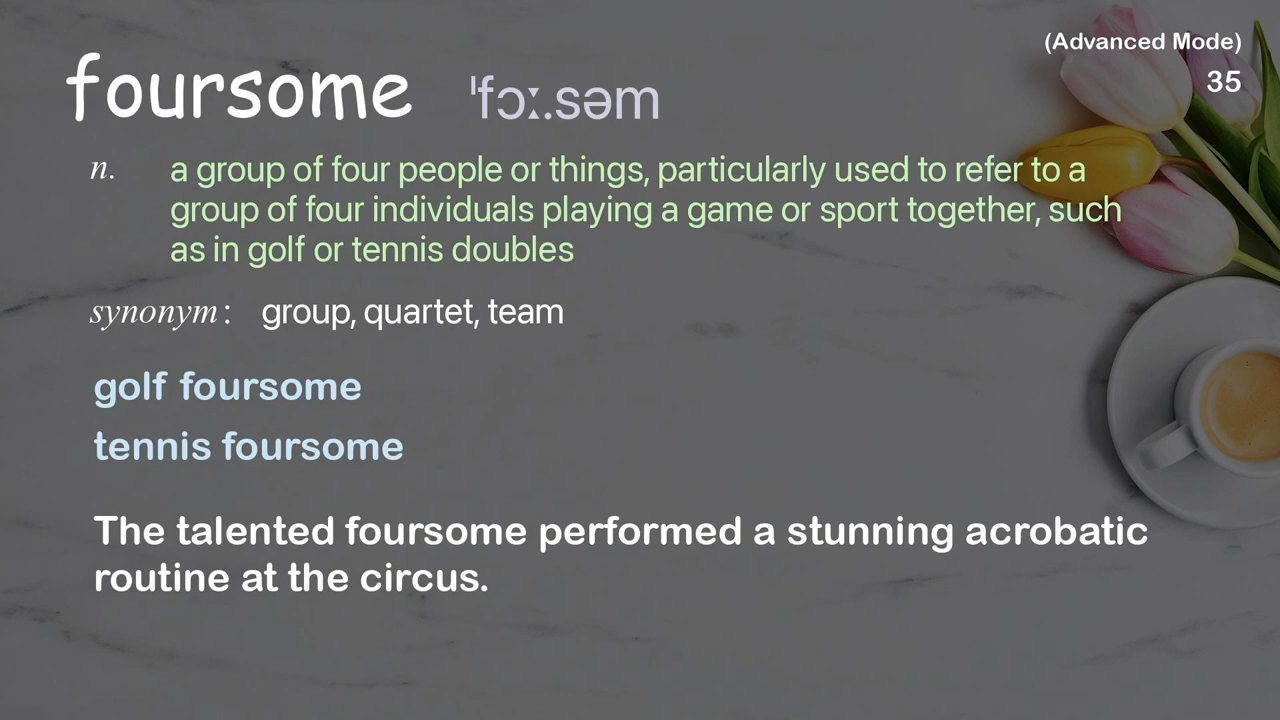 (Advanced Mode)
35
foursome ˈfɔː.səm
n. a group of four people or things, particularly used to refer to a
group of four individuals playing a game or sport together, such
as in golf or tennis doubles
synonym: group, quartet, team
golf foursome
tennis foursome
The talented foursome performed a stunning acrobatic
routine at the circus.